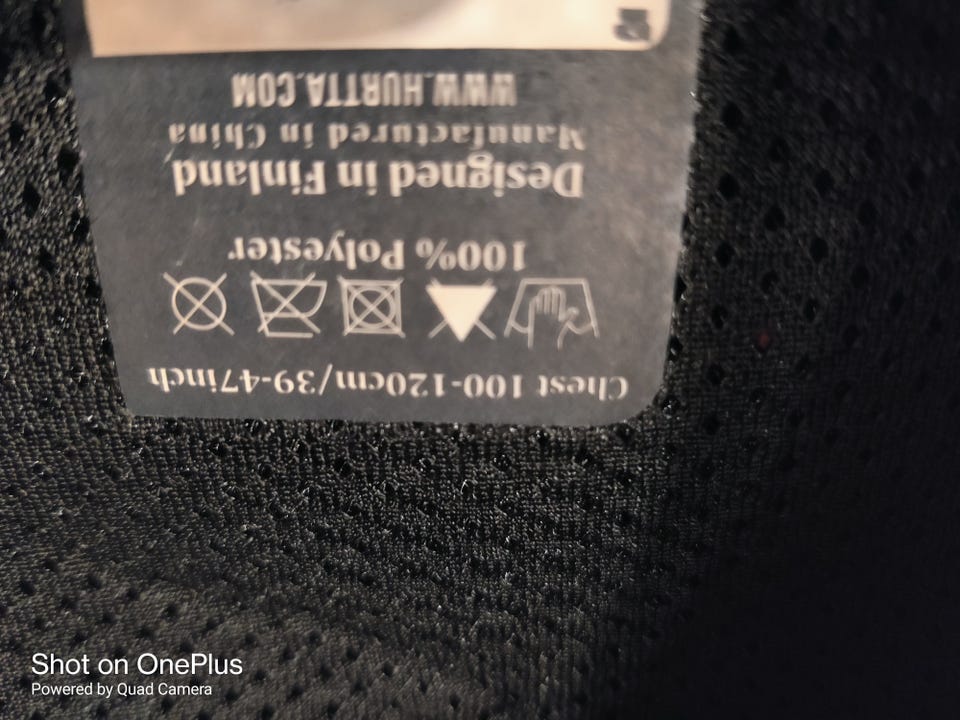 Chest 100-120cm/39-47inch
100% Polyester
Designed in Finland
Manufactured in China
WWW.HURTTA.COM
Shot on OnePlus
Powered by Quad Camera